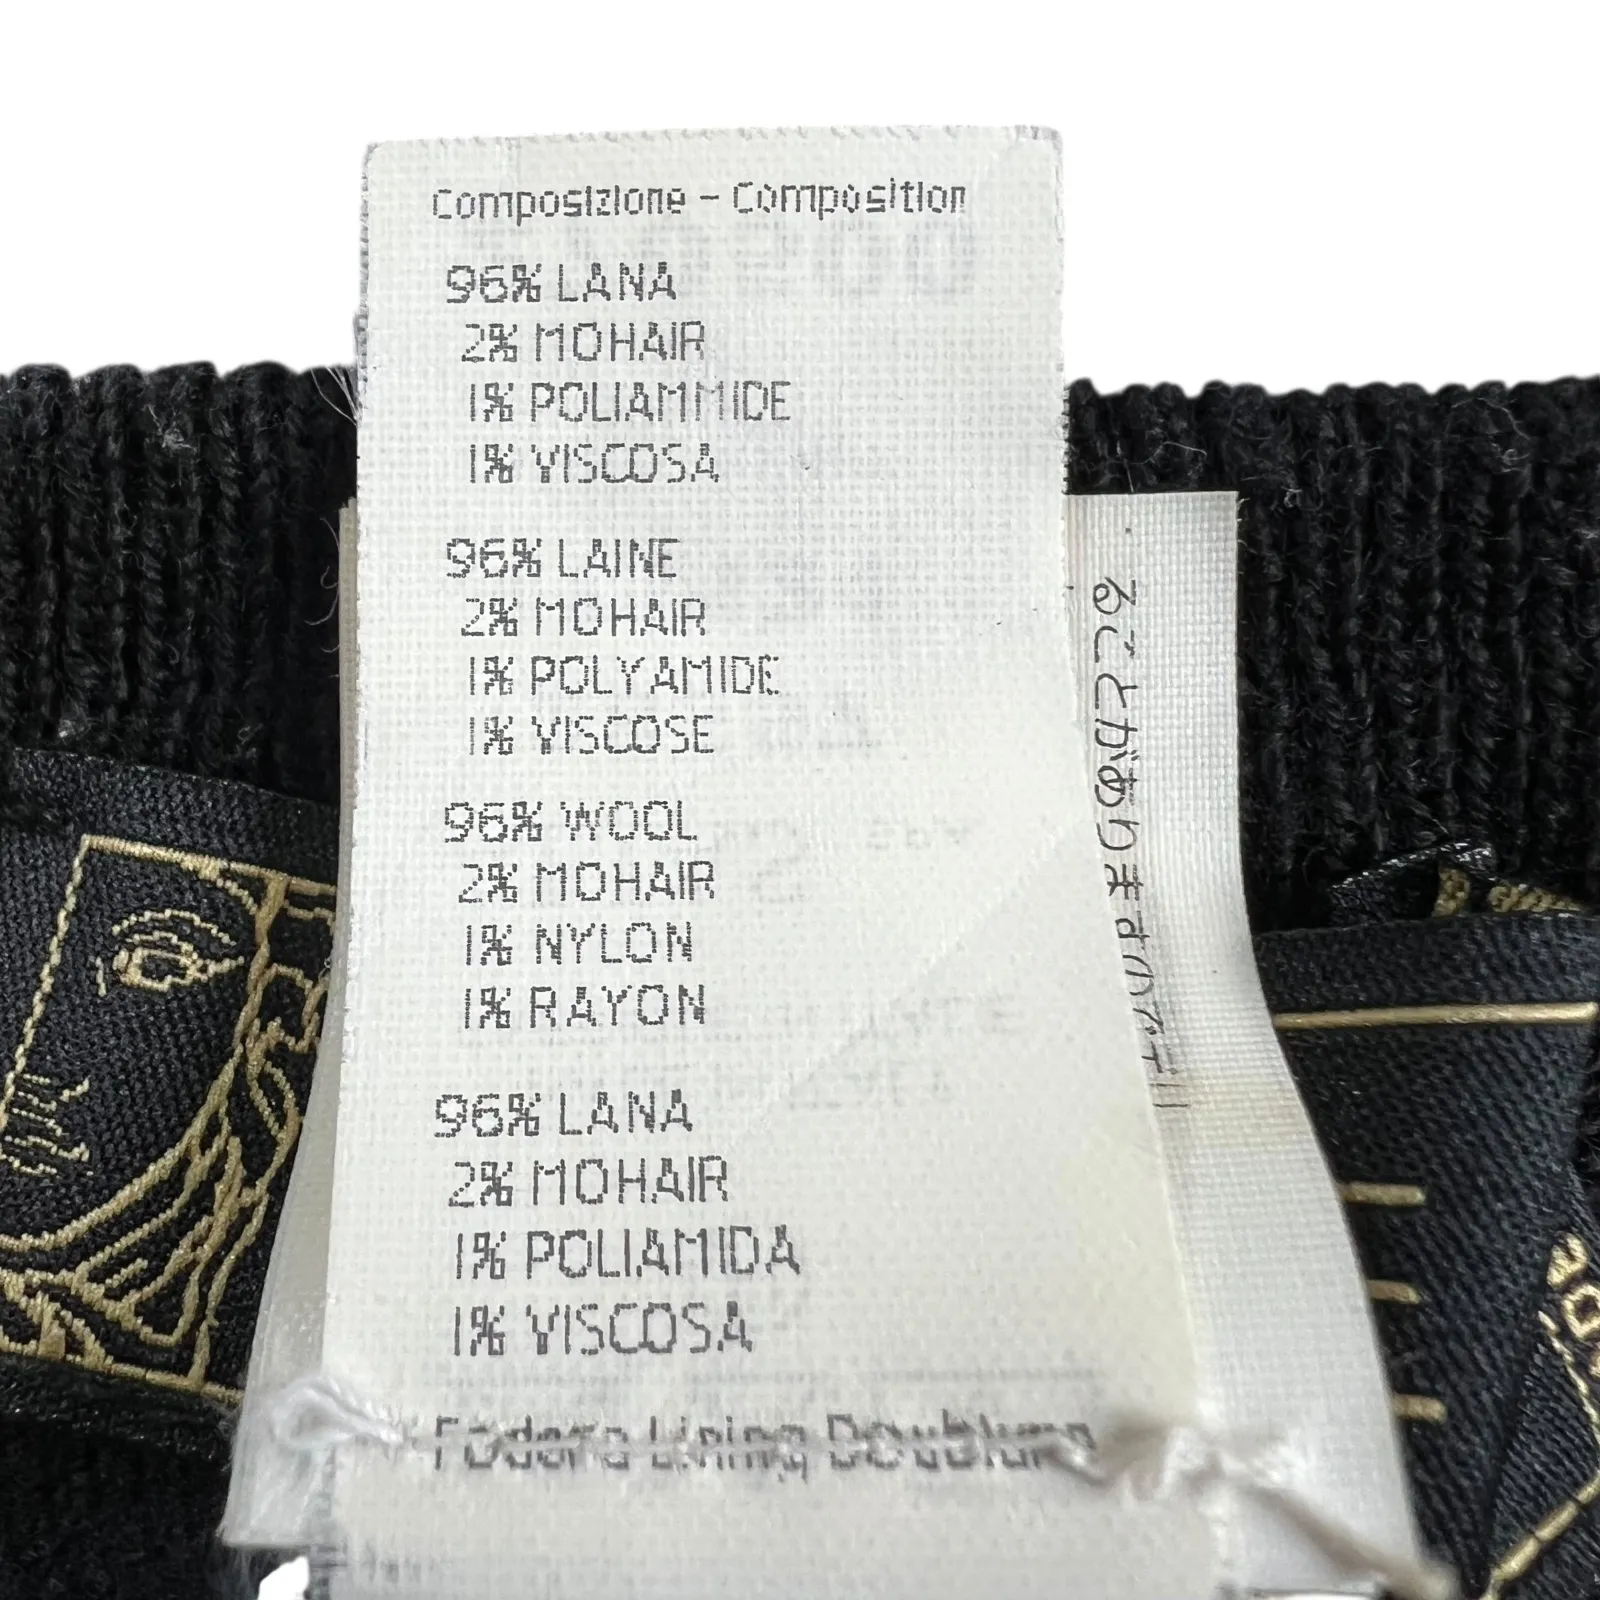 Composizione - Composition
96% LANA
2% MOHAIR
1% POLIAMMIDE
1% VISCOSA
96% LAINE
2% MOHAIR
1% POLYAMIDE
1% VISCOSE
96% WOOL
2% MOHAIR
1% NYLON
1% RAYON
96% LANA
2% MOHAIR
1% POLIAMIDA
1% VISCOSA
Fodera Lining Doublure